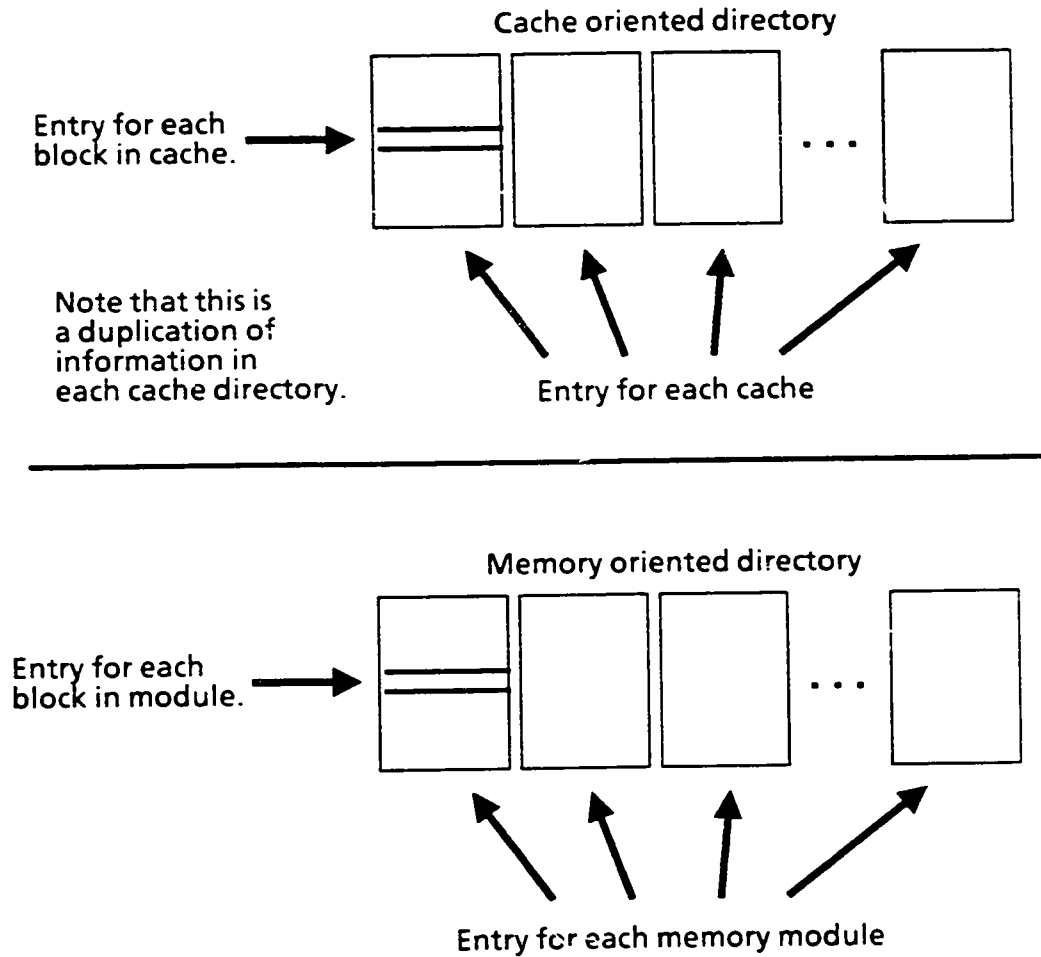 Cache oriented directory
Entry for each
block in cache.
. . .
Note that this is
a duplication of
information in
each cache directory.
Entry for each cache
Memory oriented directory
Entry for each
block in module.
. . .
Entry for each memory module